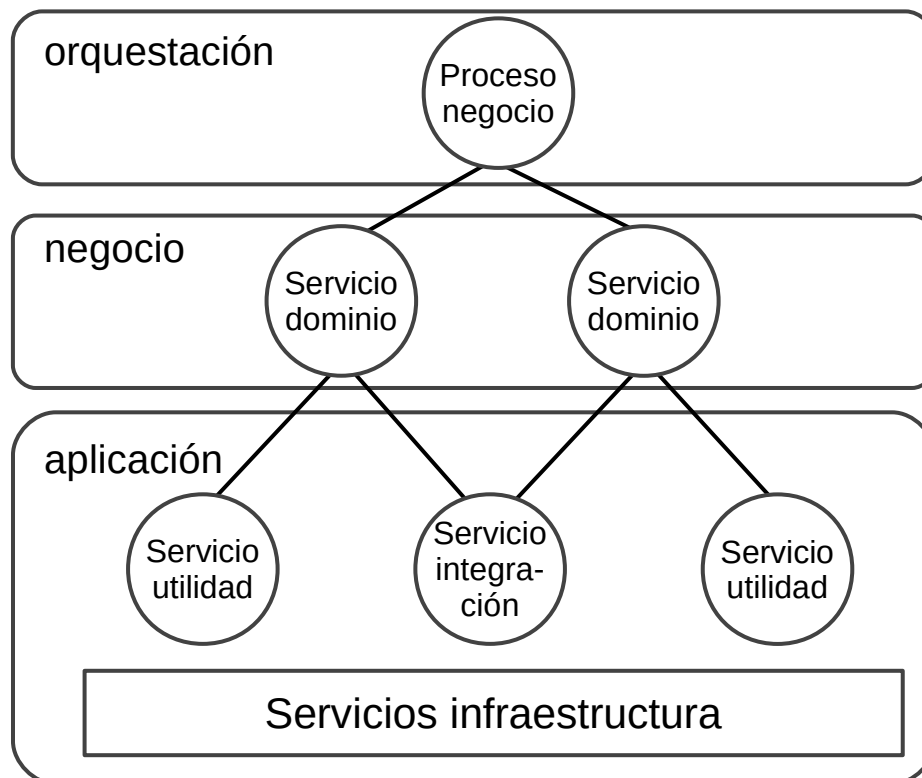 orquestación
Proceso
negocio
negocio
Servicio
dominio
Servicio
dominio
aplicación
Servicio
utilidad
Servicio
integra-
ción
Servicio
utilidad
Servicios infraestructura